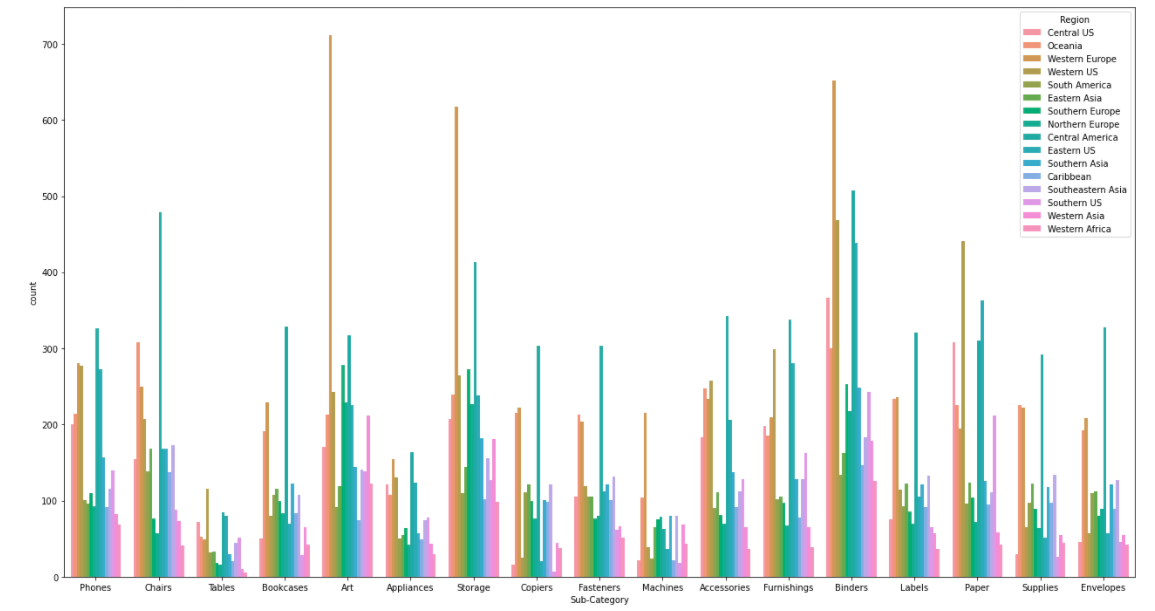 700
600
500
400
300
200
100
0
count
Phones
Chairs
Tables
Bookcases
Art
Appliances
Storage
Copiers
Fasteners
Machines
Accessories
Furnishings
Binders
Labels
Paper
Supplies
Envelopes
Sub-Category
Region
Central US
Oceania
Western Europe
Western US
South America
Eastern Asia
Southern Europe
Northern Europe
Central America
Eastern US
Southern Asia
Caribbean
Southeastern Asia
Southern US
Western Asia
Western Africa